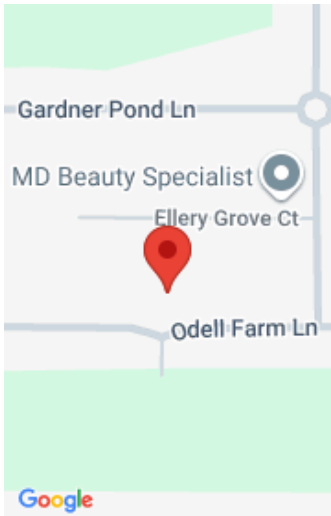 Gardner Pond Ln
MD Beauty Specialist
Ellery Grove Ct
Odell Farm Ln
Google